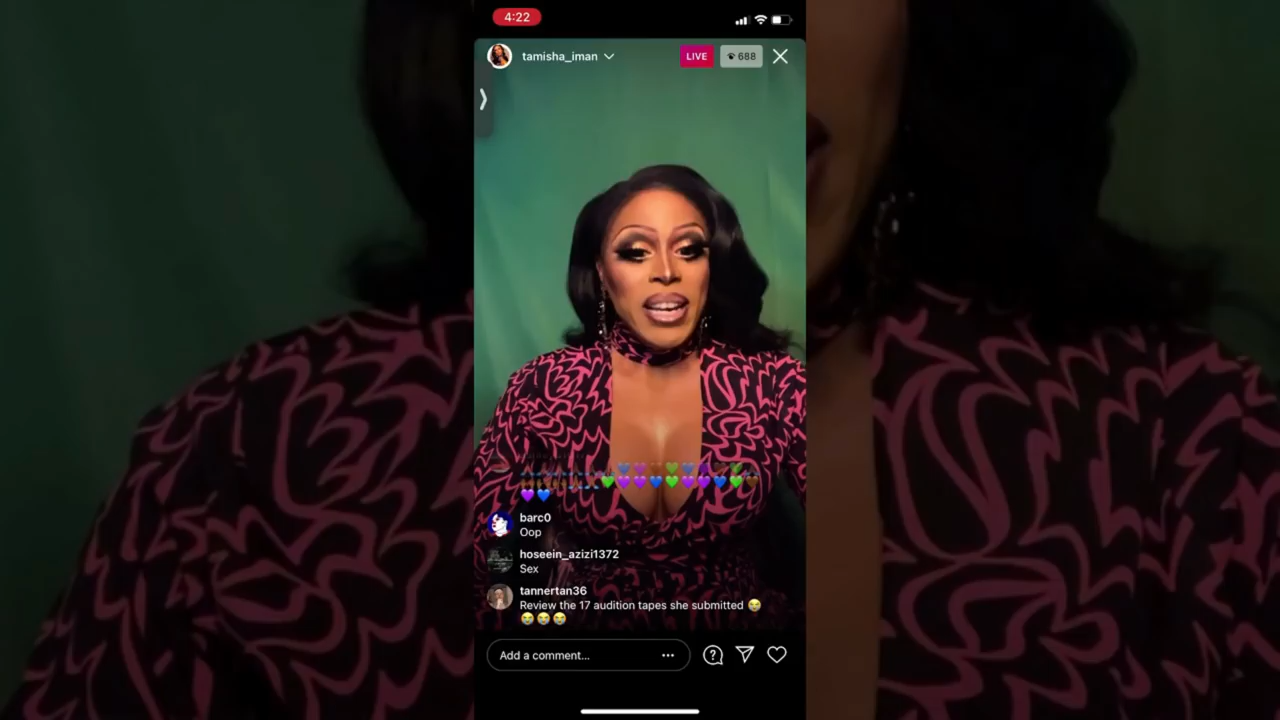 4:22
tamisha_iman
LIVE
688
barc0
Oop
hoseein_azizi1372
Sex
tannertan36
Review the 17 audition tapes she submitted 😭
😭😭😭
Add a comment...